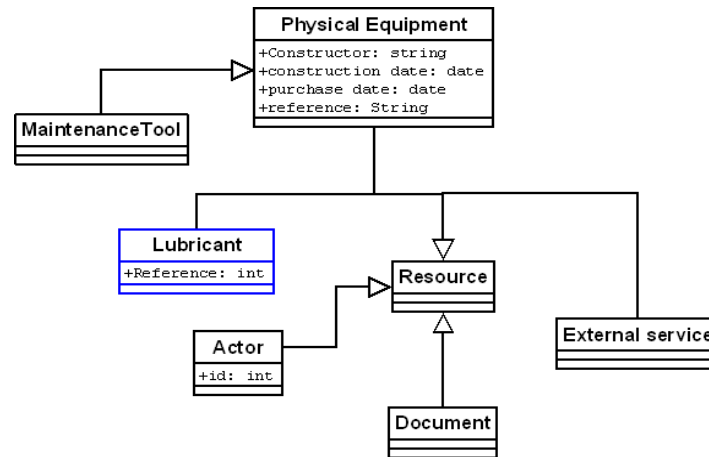 Physical Equipment
+Constructor: string
+construction date: date
+purchase date: date
+reference: String
MaintenanceTool
Lubricant
+Reference: int
Resource
External service
Actor
+id: int
Document